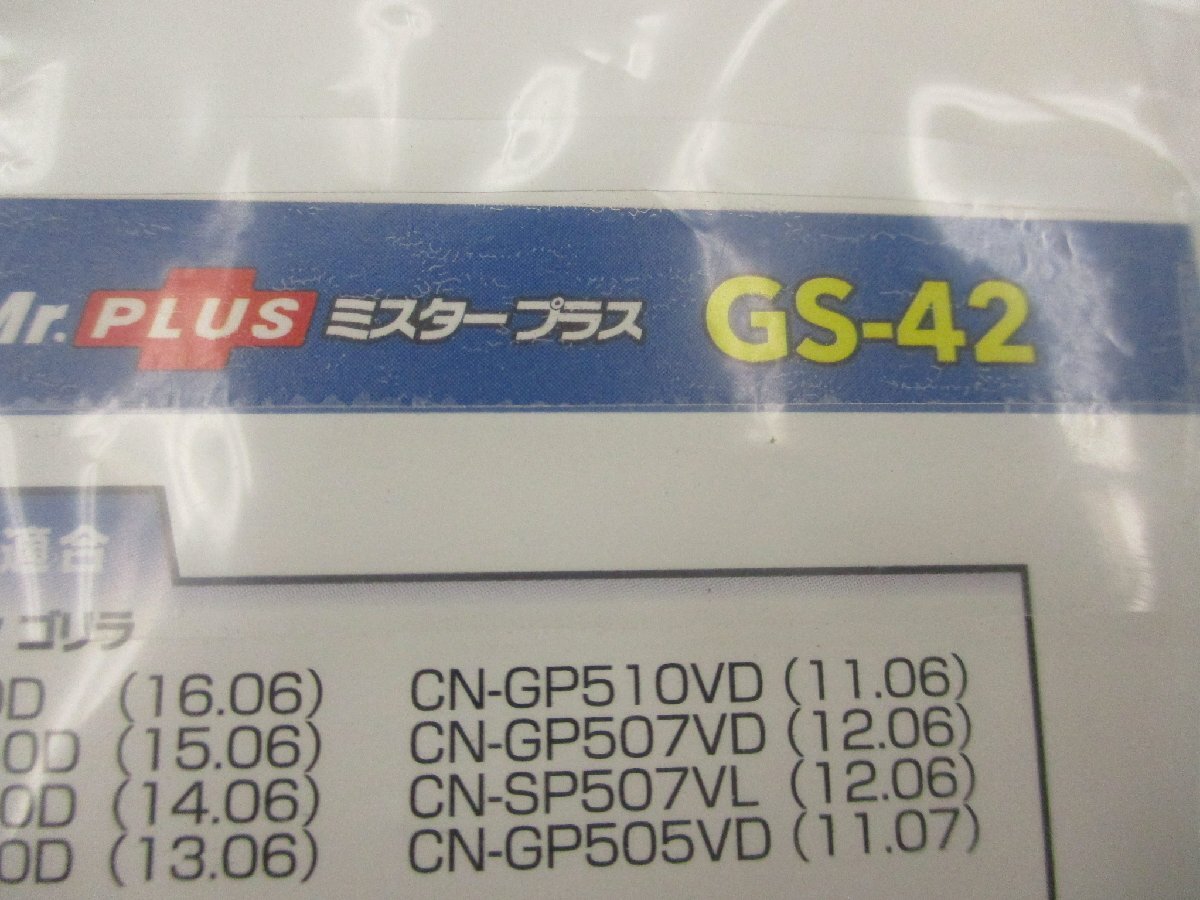 Mr. PLUS ミスタープラス GS-42
適合
ゴリラ
0D (16.06) CN-GP510VD (11.06)
0D (15.06) CN-GP507VD (12.06)
0D (14.06) CN-SP507VL (12.06)
0D (13.06) CN-GP505VD (11.07)